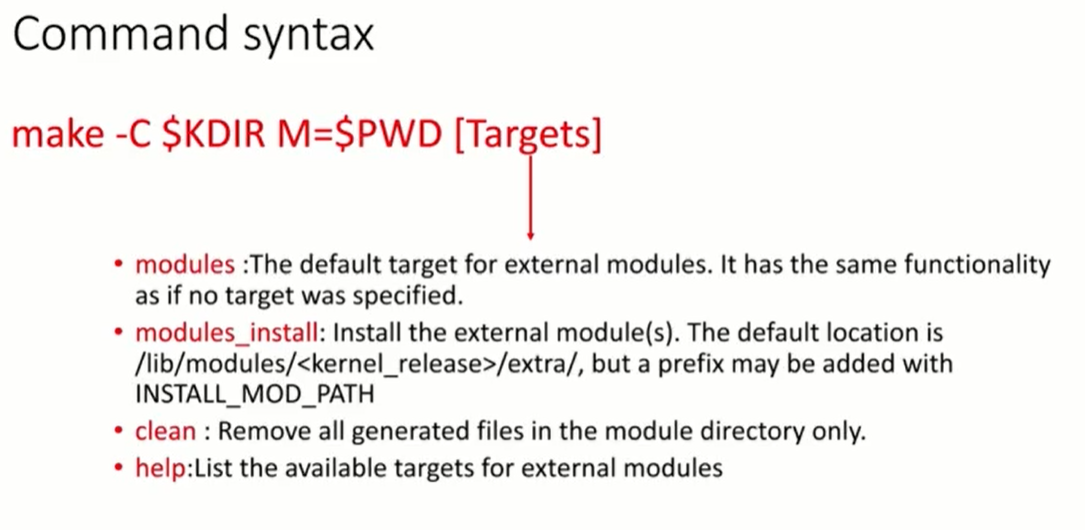 Command syntax
make -C $KDIR M=$PWD [Targets]
• modules :The default target for external modules. It has the same functionality
as if no target was specified.
• modules_install: Install the external module(s). The default location is
/lib/modules/<kernel_release>/extra/, but a prefix may be added with
INSTALL_MOD_PATH
• clean : Remove all generated files in the module directory only.
• help:List the available targets for external modules